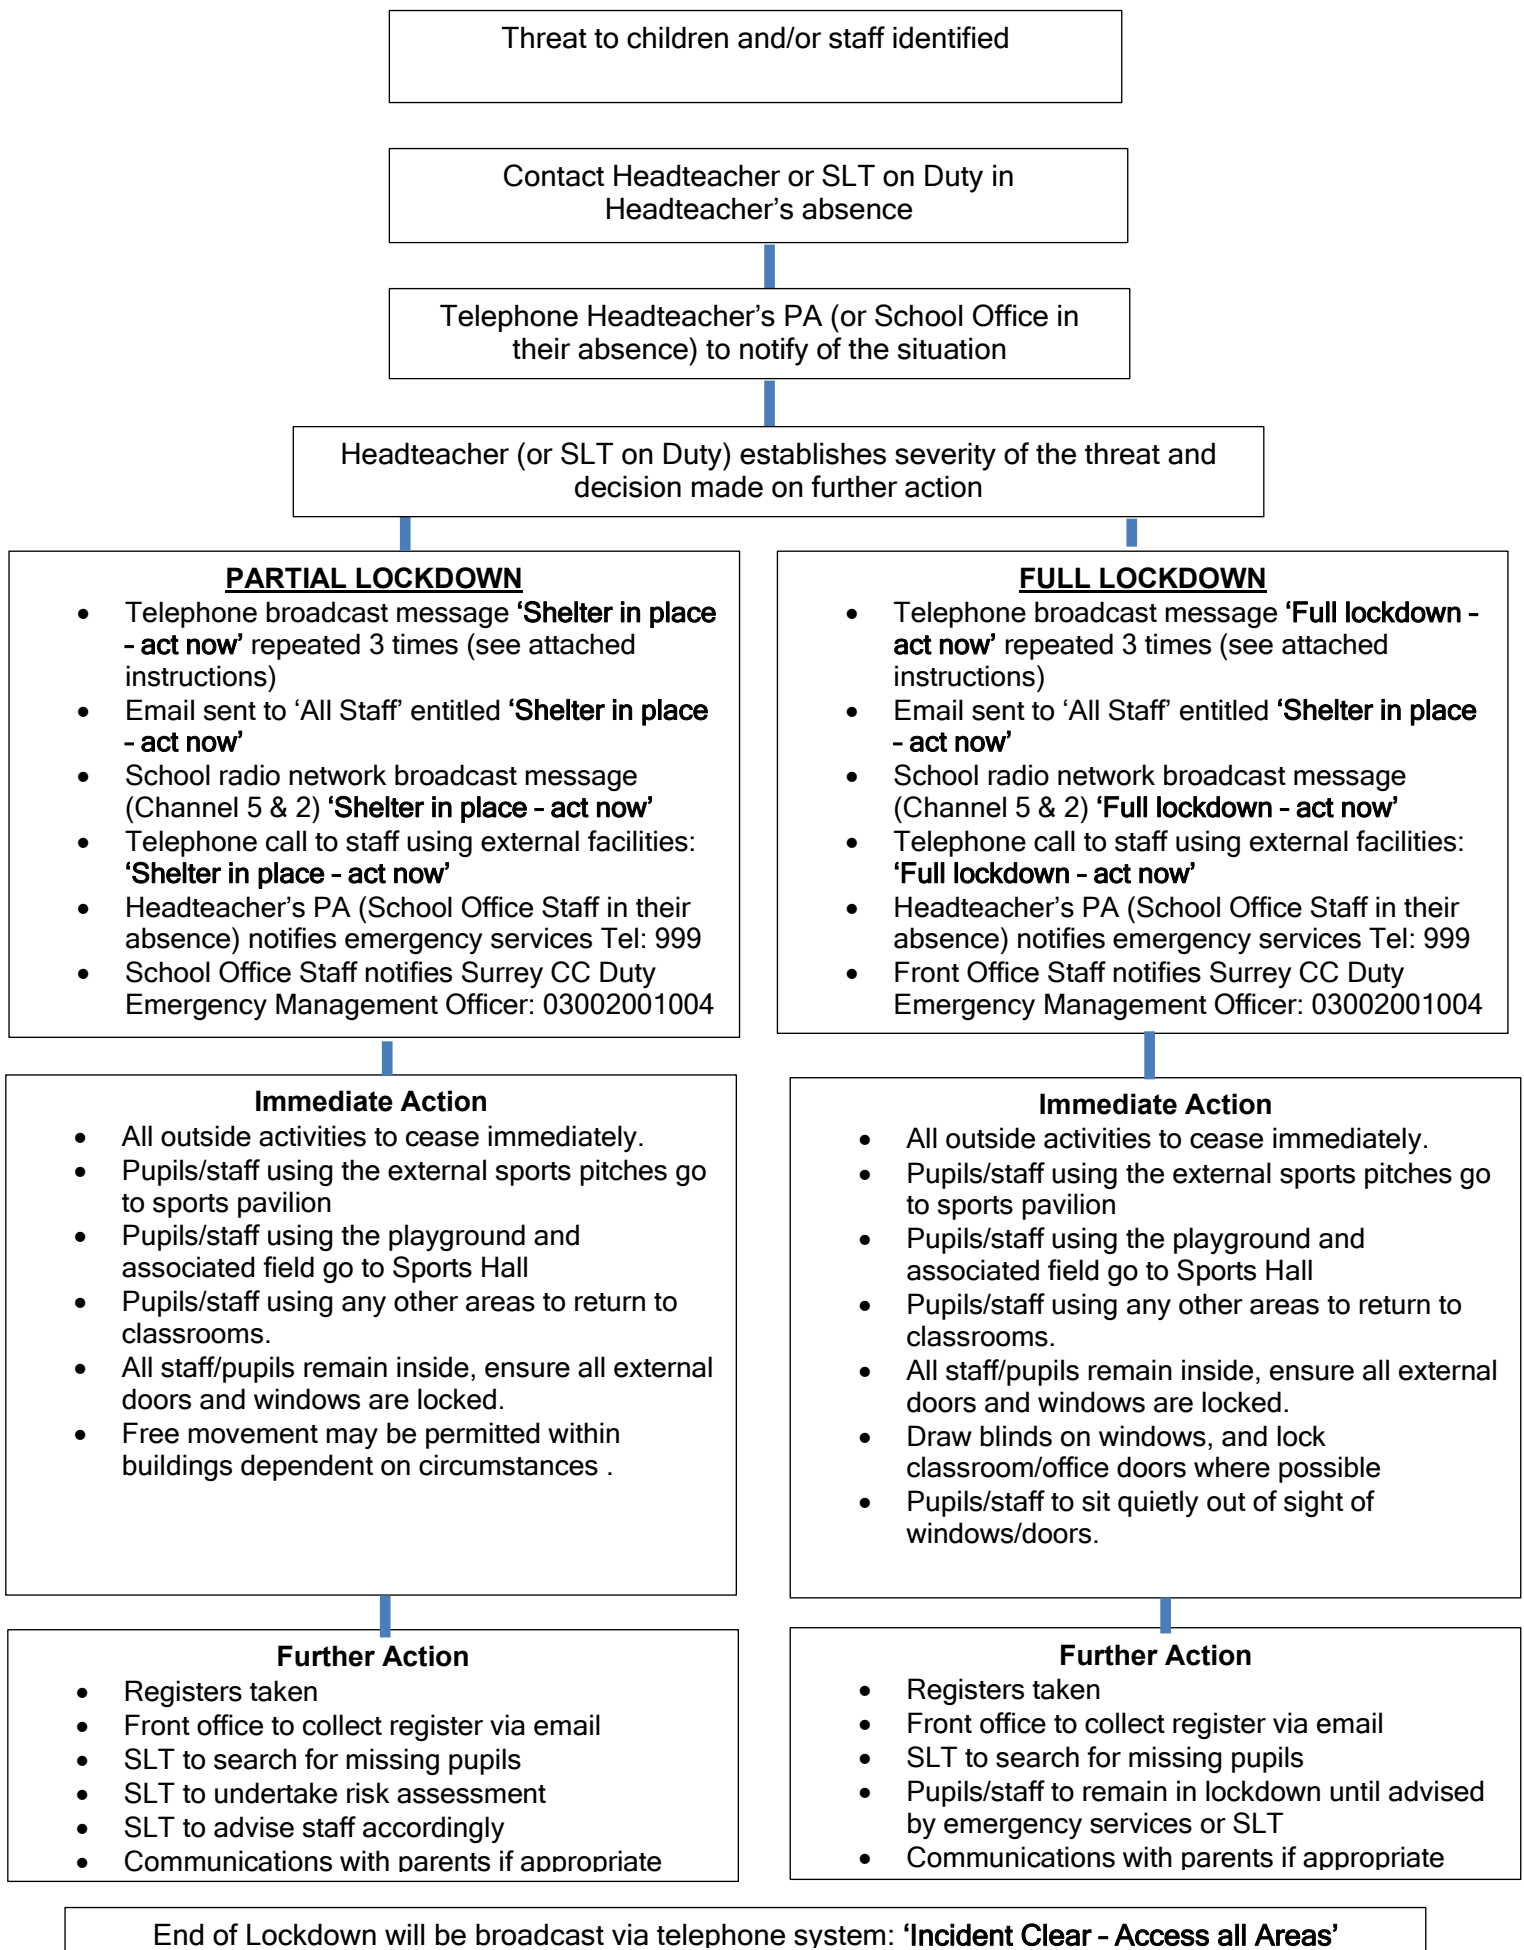 Threat to children and/or staff identified
Contact Headteacher or SLT on Duty in
Headteacher's absence
Telephone Headteacher's PA (or School Office in
their absence) to notify of the situation
Headteacher (or SLT on Duty) establishes severity of the threat and
decision made on further action
PARTIAL LOCKDOWN
• Telephone broadcast message ‘Shelter in place
– act now’ repeated 3 times (see attached
instructions)
• Email sent to ‘All Staff’ entitled ‘Shelter in place
– act now’
• School radio network broadcast message
(Channel 5 & 2) ‘Shelter in place – act now’
• Telephone call to staff using external facilities:
‘Shelter in place – act now’
• Headteacher’s PA (School Office Staff in their
absence) notifies emergency services Tel: 999
• School Office Staff notifies Surrey CC Duty
Emergency Management Officer: 03002001004
FULL LOCKDOWN
• Telephone broadcast message ‘Full lockdown –
act now’ repeated 3 times (see attached
instructions)
• Email sent to ‘All Staff’ entitled ‘Shelter in place
– act now’
• School radio network broadcast message
(Channel 5 & 2) ‘Full lockdown – act now’
• Telephone call to staff using external facilities:
‘Full lockdown – act now’
• Headteacher’s PA (School Office Staff in their
absence) notifies emergency services Tel: 999
• Front Office Staff notifies Surrey CC Duty
Emergency Management Officer: 03002001004
Immediate Action
• All outside activities to cease immediately.
• Pupils/staff using the external sports pitches go
to sports pavilion
• Pupils/staff using the playground and
associated field go to Sports Hall
• Pupils/staff using any other areas to return to
classrooms.
• All staff/pupils remain inside, ensure all external
doors and windows are locked.
• Free movement may be permitted within
buildings dependent on circumstances .
Immediate Action
• All outside activities to cease immediately.
• Pupils/staff using the external sports pitches go
to sports pavilion
• Pupils/staff using the playground and
associated field go to Sports Hall
• Pupils/staff using any other areas to return to
classrooms.
• All staff/pupils remain inside, ensure all external
doors and windows are locked.
• Draw blinds on windows, and lock
classroom/office doors where possible
• Pupils/staff to sit quietly out of sight of
windows/doors.
Further Action
• Registers taken
• Front office to collect register via email
• SLT to search for missing pupils
• SLT to undertake risk assessment
• SLT to advise staff accordingly
• Communications with parents if appropriate
Further Action
• Registers taken
• Front office to collect register via email
• SLT to search for missing pupils
• Pupils/staff to remain in lockdown until advised
by emergency services or SLT
• Communications with parents if appropriate
End of Lockdown will be broadcast via telephone system: ‘Incident Clear – Access all Areas’